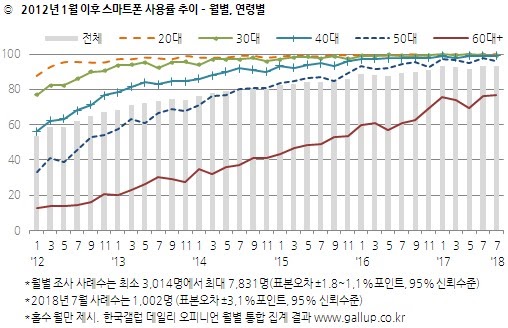 ◎ 2012년 1월 이후 스마트폰 사용률 추이 - 월별, 연령별
전체 20대 30대 40대 50대 60대+
100
80
60
40
20
0
1 3 5 7 9 11 1 3 5 7 9 11 1 3 5 7 9 11 1 3 5 7 9 11 1 3 5 7 9 11 1 3 5 7 9 11 1 3 5 7
'12 '13 '14 '15 '16 '17 '18
*월별 조사 사례수는 최소 3,014명에서 최대 7,831명(표본오차 ±1.8~1.1%포인트, 95% 신뢰수준)
*2018년 7월 사례수는 1,002명 (표본오차 ±3.1%포인트, 95% 신뢰수준)
*홀수 월만 제시. 한국갤럽 데일리 오피니언 월별 통합 집계 결과 www.gallup.co.kr